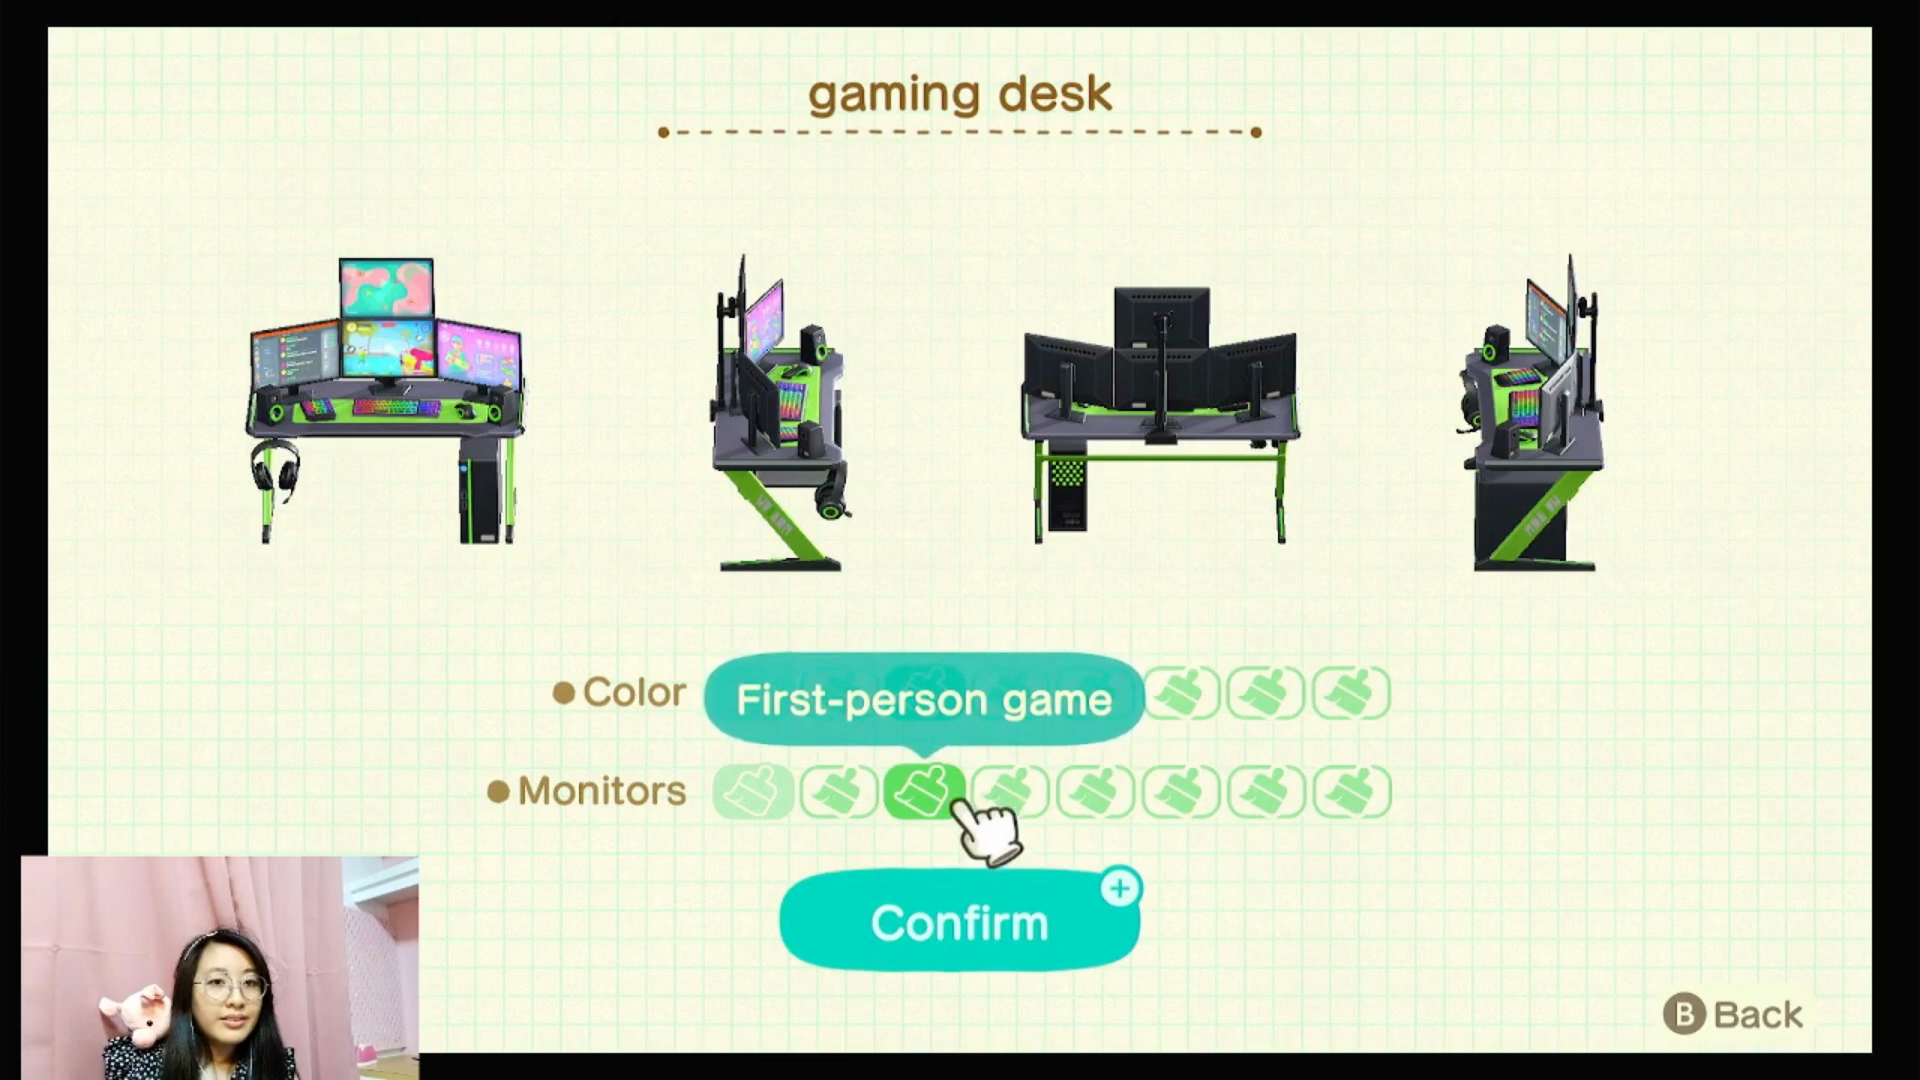 gaming desk
Color
First-person game
Monitors
Confirm
B Back